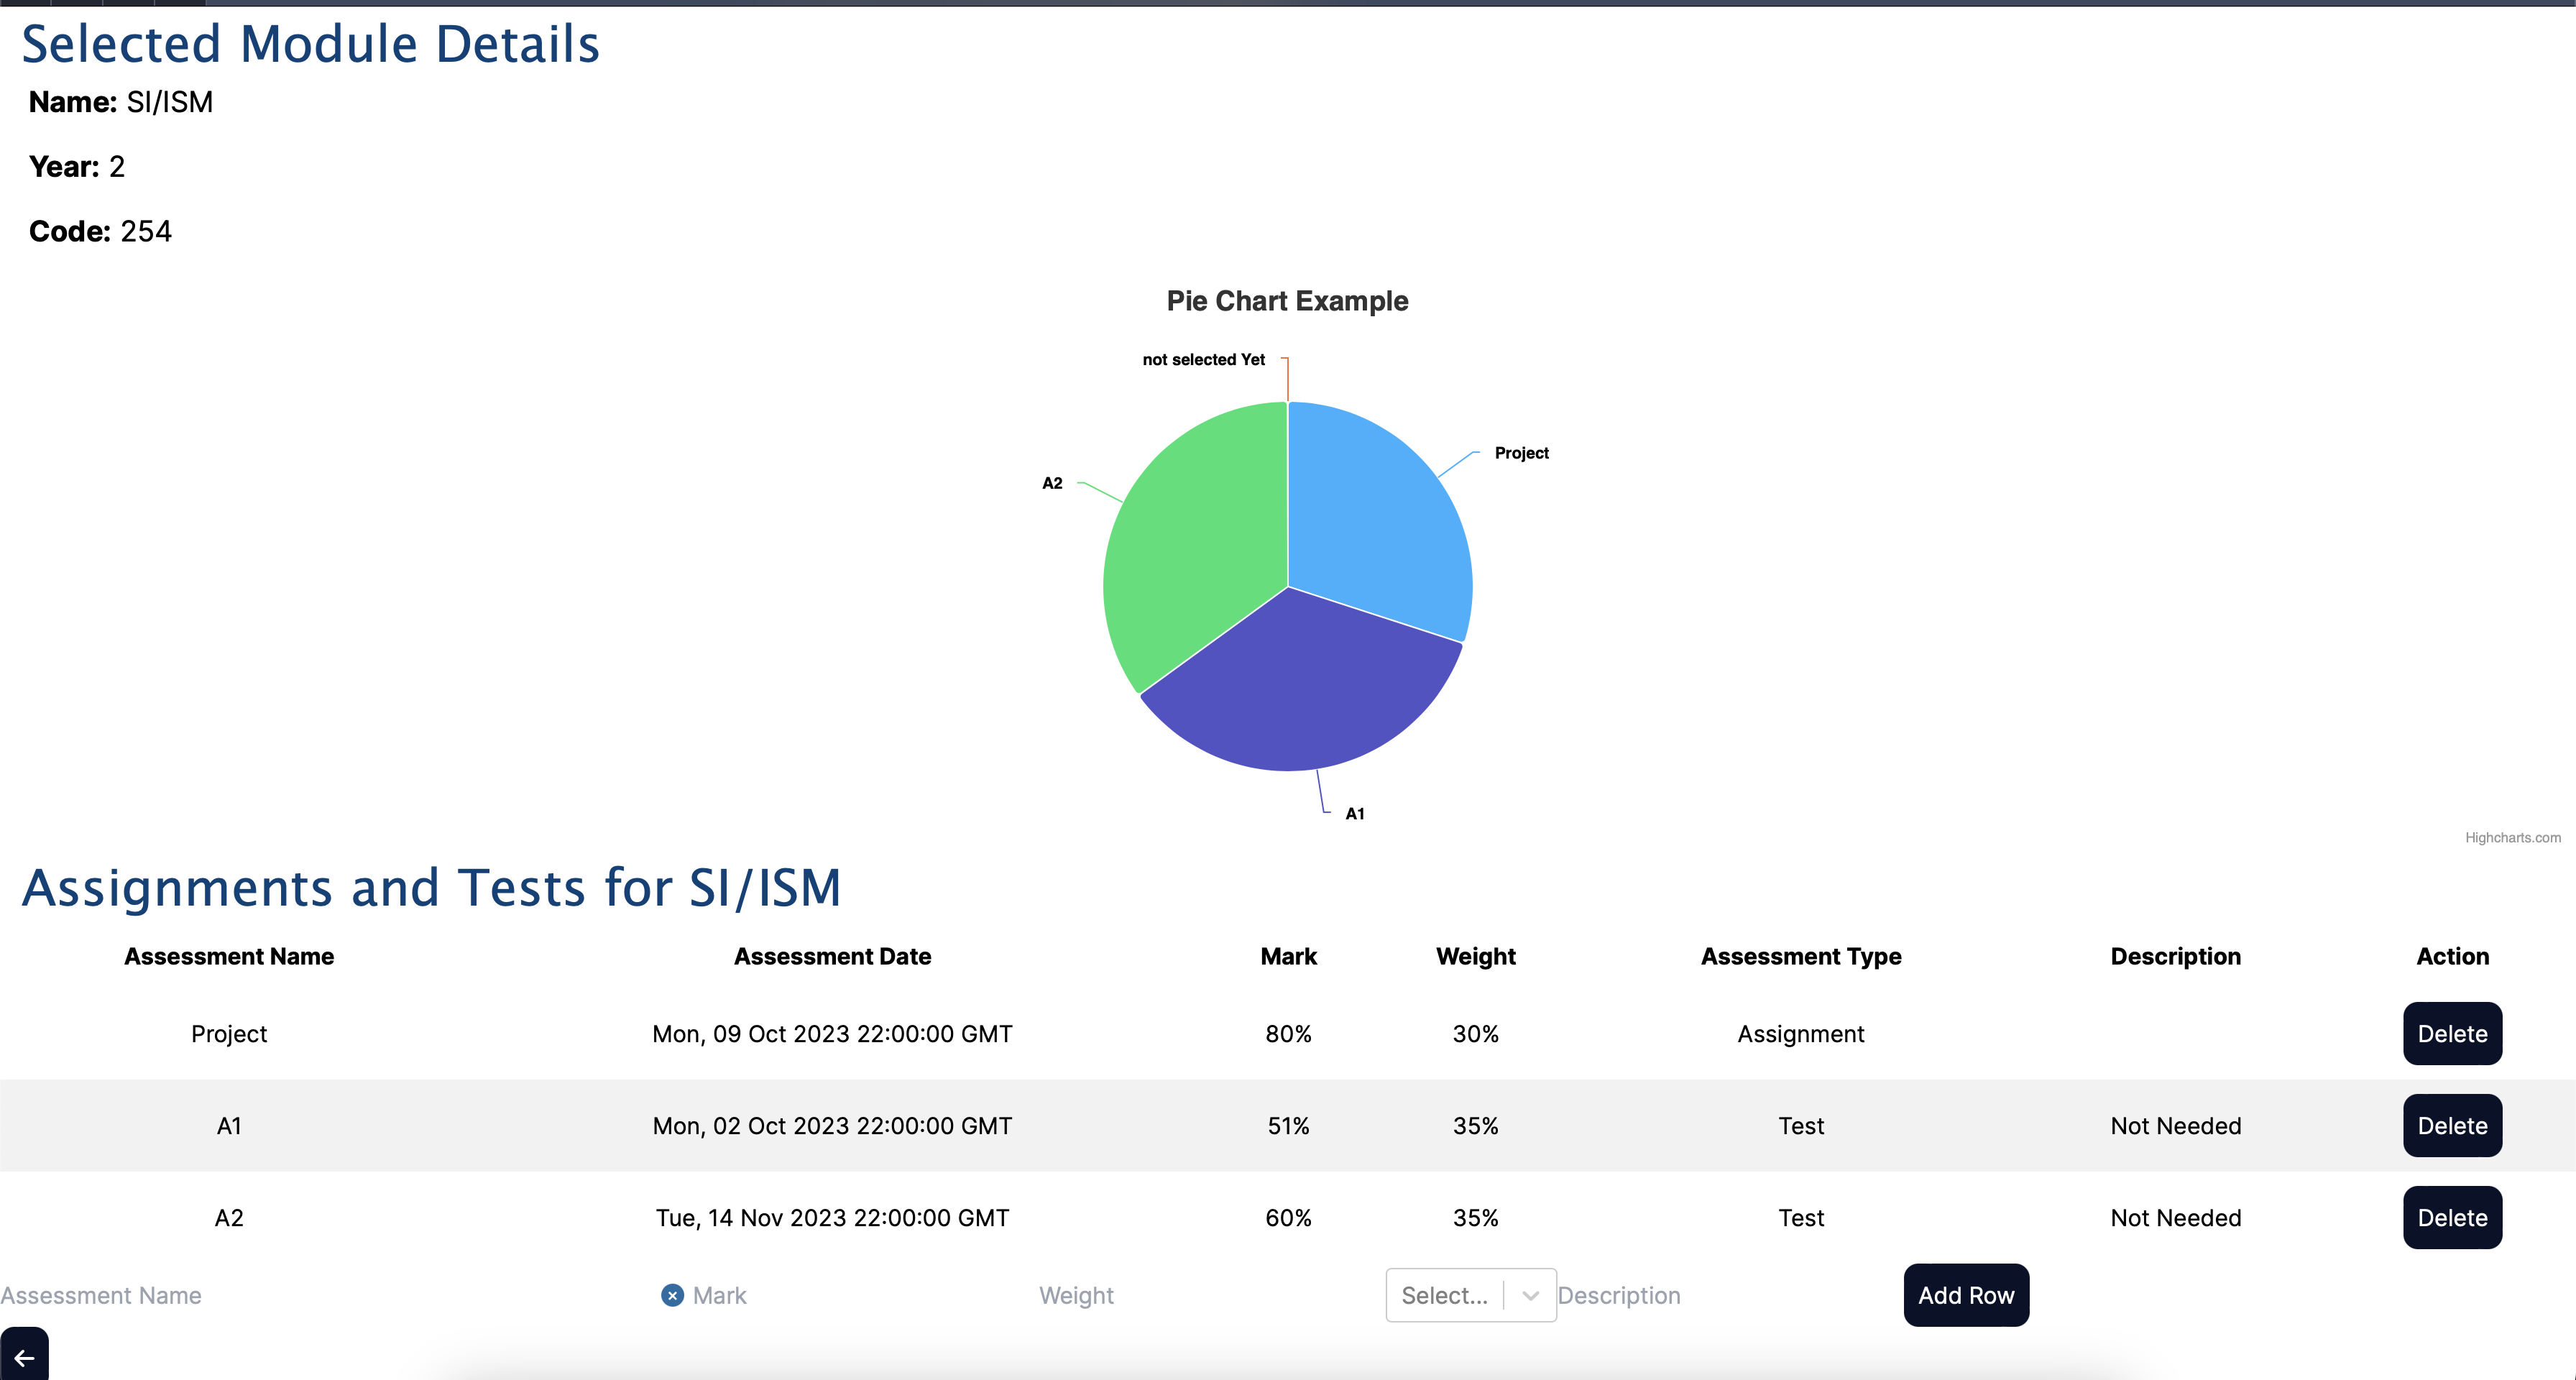 Selected Module Details
Name: SI/ISM
Year: 2
Code: 254
Pie Chart Example
not selected Yet
Project
A2
A1
Highcharts.com
Assignments and Tests for SI/ISM
Assessment Name Assessment Date Mark Weight Assessment Type Description Action
Project Mon, 09 Oct 2023 22:00:00 GMT 80% 30% Assignment Delete
A1 Mon, 02 Oct 2023 22:00:00 GMT 51% 35% Test Not Needed Delete
A2 Tue, 14 Nov 2023 22:00:00 GMT 60% 35% Test Not Needed Delete
Assessment Name Mark Weight Select... Description Add Row